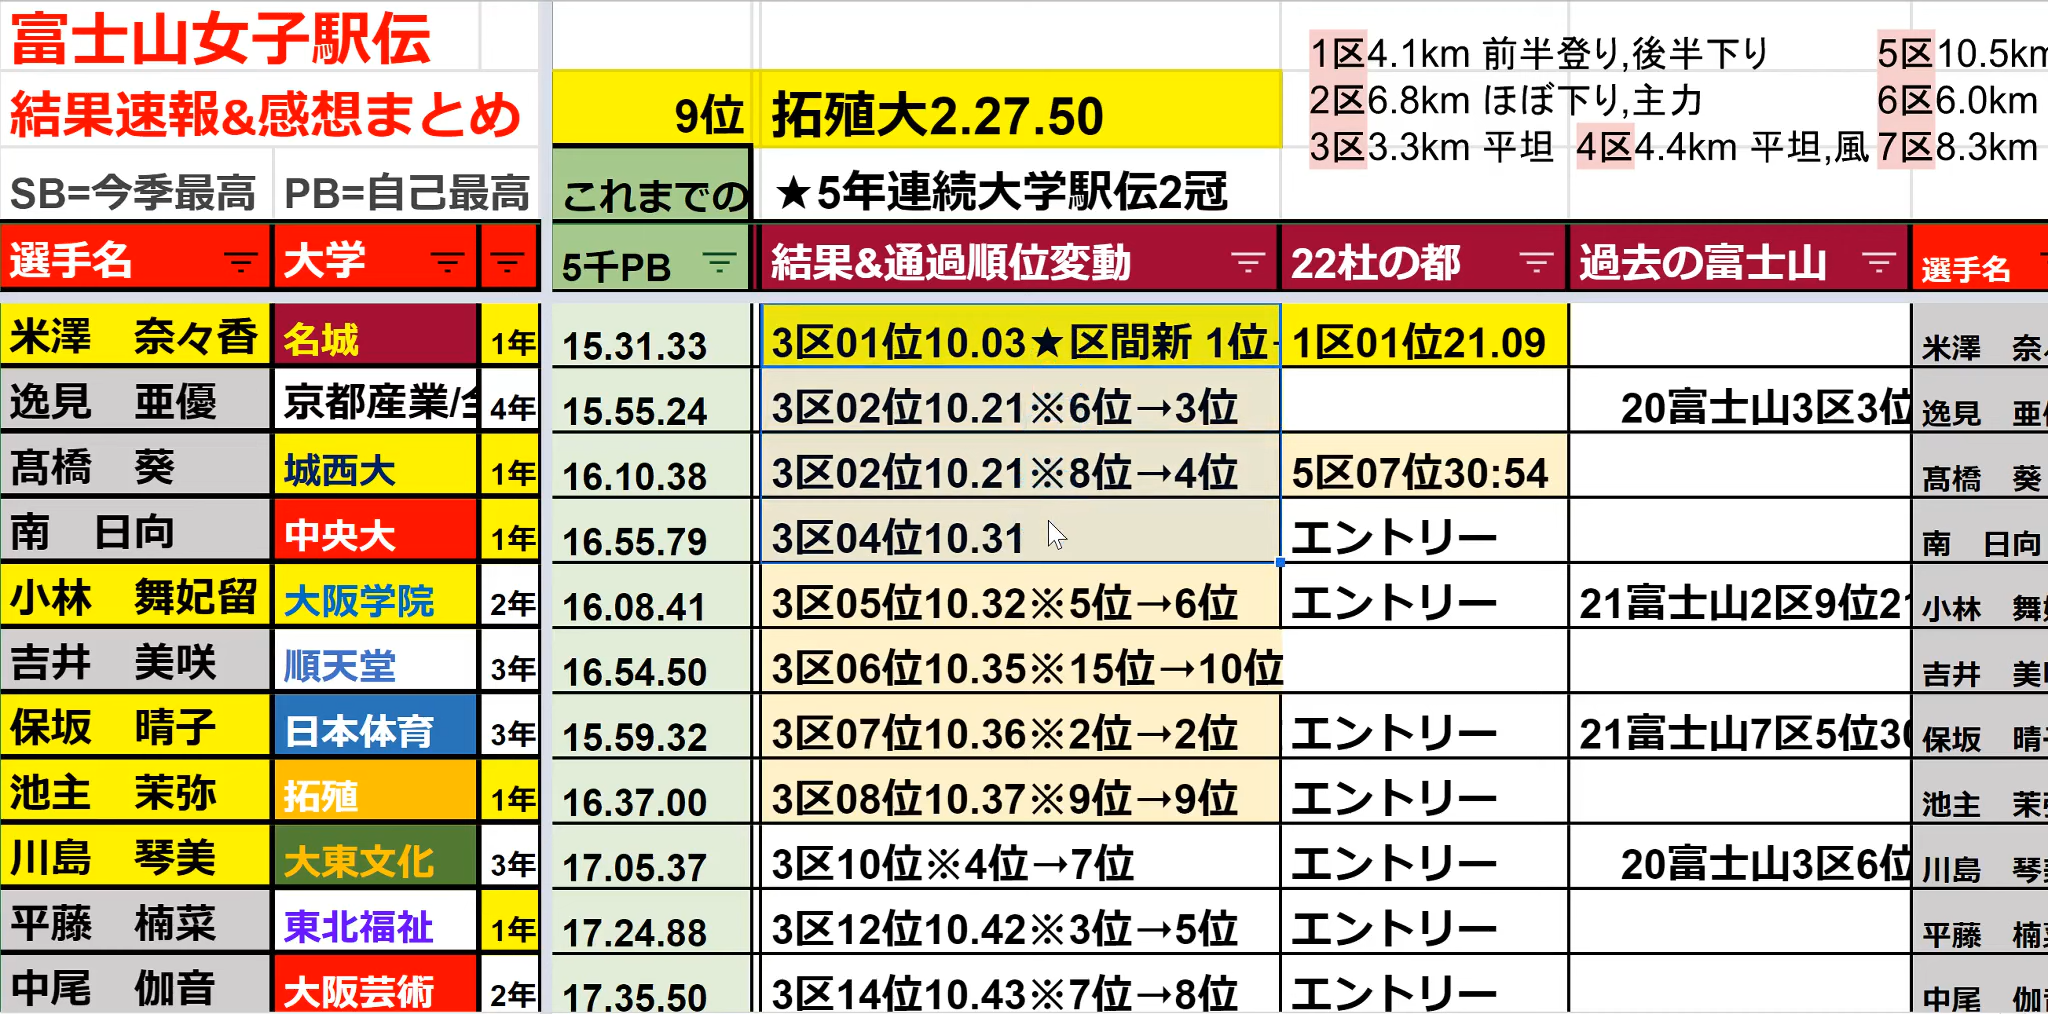 富士山女子駅伝
結果速報&感想まとめ
SB=今季最高 PB=自己最高
9位 拓殖大2.27.50
これまでの ★5年連続大学駅伝2冠
1区4.1km 前半登り,後半下り 5区10.5km
2区6.8km ほぼ下り,主力 6区6.0km
3区3.3km 平坦 4区4.4km 平坦,風 7区8.3km
選手名 大学 5千PB 結果&通過順位変動 22杜の都 過去の富士山 選手名
米澤 奈々香 名城 1年 15.31.33 3区01位10.03★区間新 1位 1区01位21.09 米澤 奈
逸見 亜優 京都産業/ 4年 15.55.24 3区02位10.21※6位→3位 20富士山3区3位 逸見 亜
髙橋 葵 城西大 1年 16.10.38 3区02位10.21※8位→4位 5区07位30:54 髙橋 葵
南 日向 中央大 1年 16.55.79 3区04位10.31 エントリー 南 日向
小林 舞妃留 大阪学院 2年 16.08.41 3区05位10.32※5位→6位 エントリー 21富士山2区9位2 小林 舞
吉井 美咲 順天堂 3年 16.54.50 3区06位10.35※15位→10位 吉井 美
保坂 晴子 日本体育 3年 15.59.32 3区07位10.36※2位→2位 エントリー 21富士山7区5位3 保坂 晴
池主 茉弥 拓殖 1年 16.37.00 3区08位10.37※9位→9位 エントリー 池主 茉
川島 琴美 大東文化 3年 17.05.37 3区10位※4位→7位 エントリー 20富士山3区6位 川島 琴
平藤 楠菜 東北福祉 1年 17.24.88 3区12位10.42※3位→5位 エントリー 平藤 楠
中尾 伽音 大阪芸術 2年 17.35.50 3区14位10.43※7位→8位 エントリー 中尾 伽